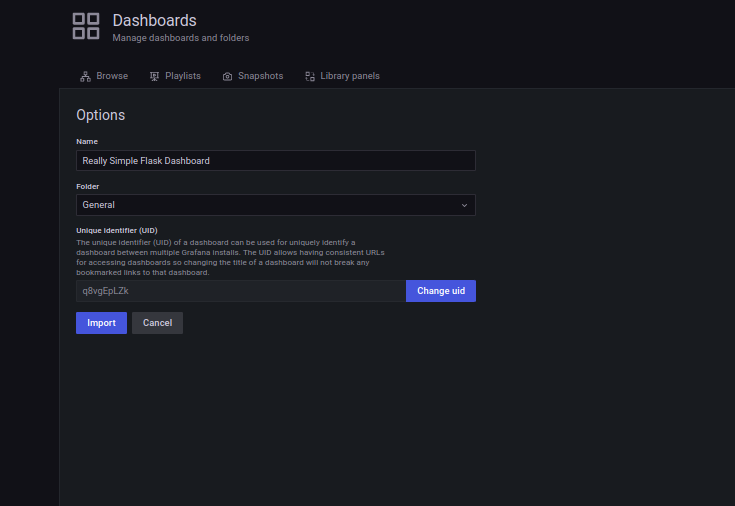 Dashboards
Manage dashboards and folders
Browse Playlists Snapshots Library panels
Options
Name
Really Simple Flask Dashboard
Folder
General
Unique identifier (UID)
The unique identifier (UID) of a dashboard can be used for uniquely identify a
dashboard between multiple Grafana installs. The UID allows having consistent URLs
for accessing dashboards so changing the title of a dashboard will not break any
bookmarked links to that dashboard.
q8vgEpLZk Change uid
Import Cancel